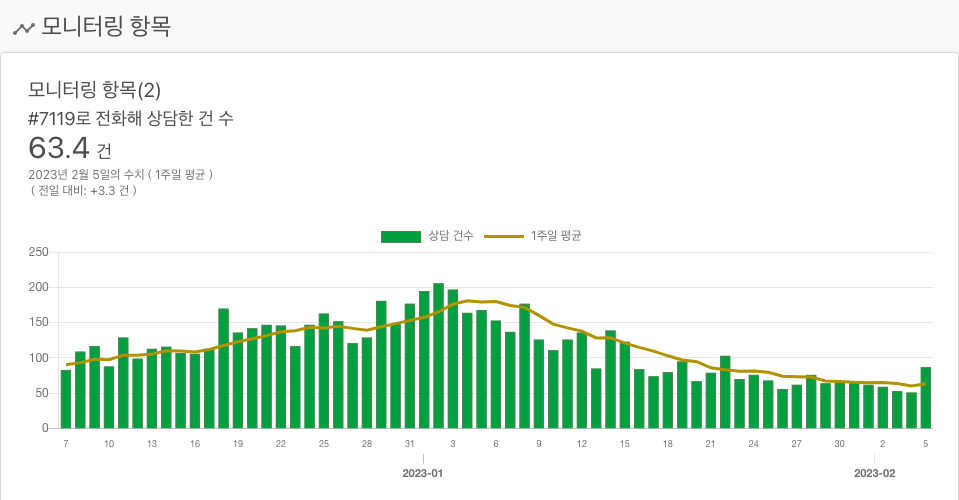 모니터링 항목
모니터링 항목(2)
#7119로 전화해 상담한 건 수
63.4 건
2023년 2월 5일의 수치 ( 1주일 평균 )
( 전일 대비: +3.3 건 )
상담 건수 1주일 평균
250
200
150
100
50
0
7 10 13 16 19 22 25 28 31 3 6 9 12 15 18 21 24 27 30 2 5
2023-01 2023-02